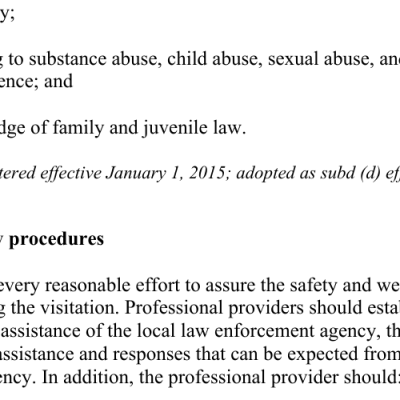 y;
g to substance abuse, child abuse, sexual abuse, and
ence; and
dge of family and juvenile law.
tered effective January 1, 2015; adopted as subd (d) eff
y procedures
every reasonable effort to assure the safety and we
g the visitation. Professional providers should esta
assistance of the local law enforcement agency, th
assistance and responses that can be expected from
ency. In addition, the professional provider should: